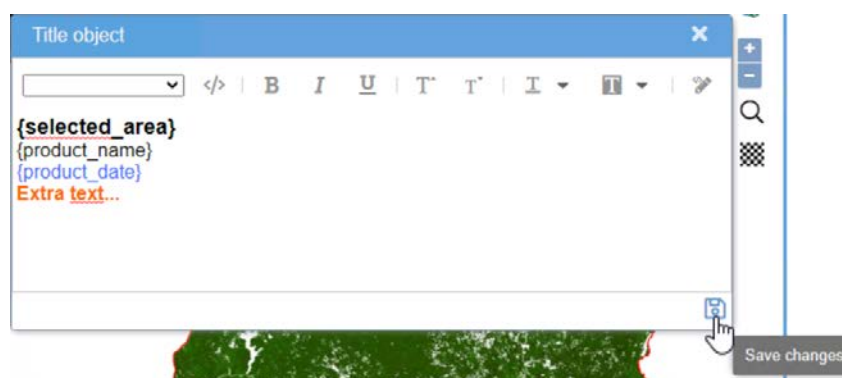 Title object
</> B I U T T T T
{selected_area}
{product_name}
{product_date}
Extra text...
Save changes